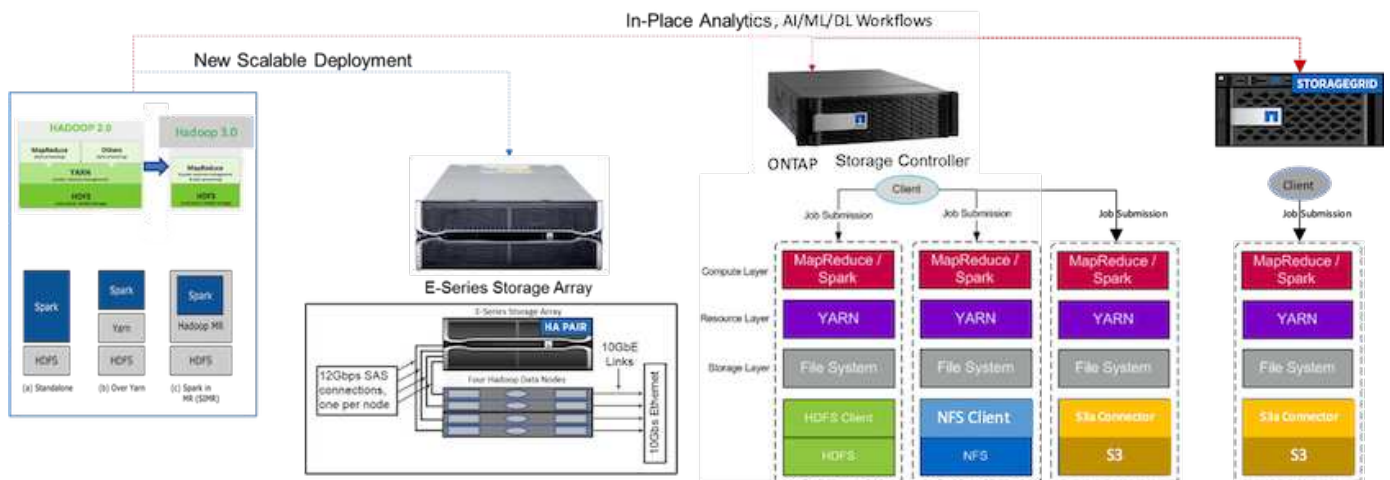 In-Place Analytics, AI/ML/DL Workflows
New Scalable Deployment
HADOOP 2.0
MapReduce
Others
YARN
HDFS
Hadoop 3.0
MapReduce
HDFS
Spark
HDFS
(a) Standalone
Spark
Yarn
HDFS
(b) Over Yarn
Spark
Hadoop MR
HDFS
(c) Spark in
MR (SIMR)
E-Series Storage Array
E-Series Storage Array
HA PAIR
12Gbps SAS
connections,
one per node
Four Hadoop Data Nodes
10GbE
Links
10Gbs Ethernet
ONTAP
Storage Controller
STORAGEGRID
Client
Job Submission
Job Submission
Job Submission
Client
Job Submission
Compute Layer
MapReduce /
Spark
MapReduce /
Spark
MapReduce /
Spark
MapReduce /
Spark
Resource Layer
YARN
YARN
YARN
YARN
Storage Layer
File System
File System
File System
File System
HDFS Client
NFS Client
S3a Connector
S3a Connector
HDFS
NFS
S3
S3